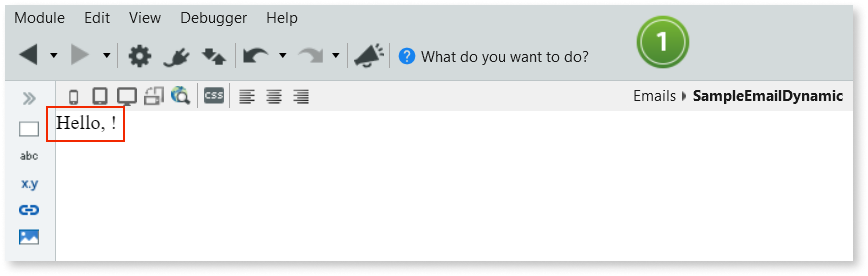 Module Edit View Debugger Help
? What do you want to do?
1
CSS
Emails SampleEmailDynamic
Hello, !
abc
x.y